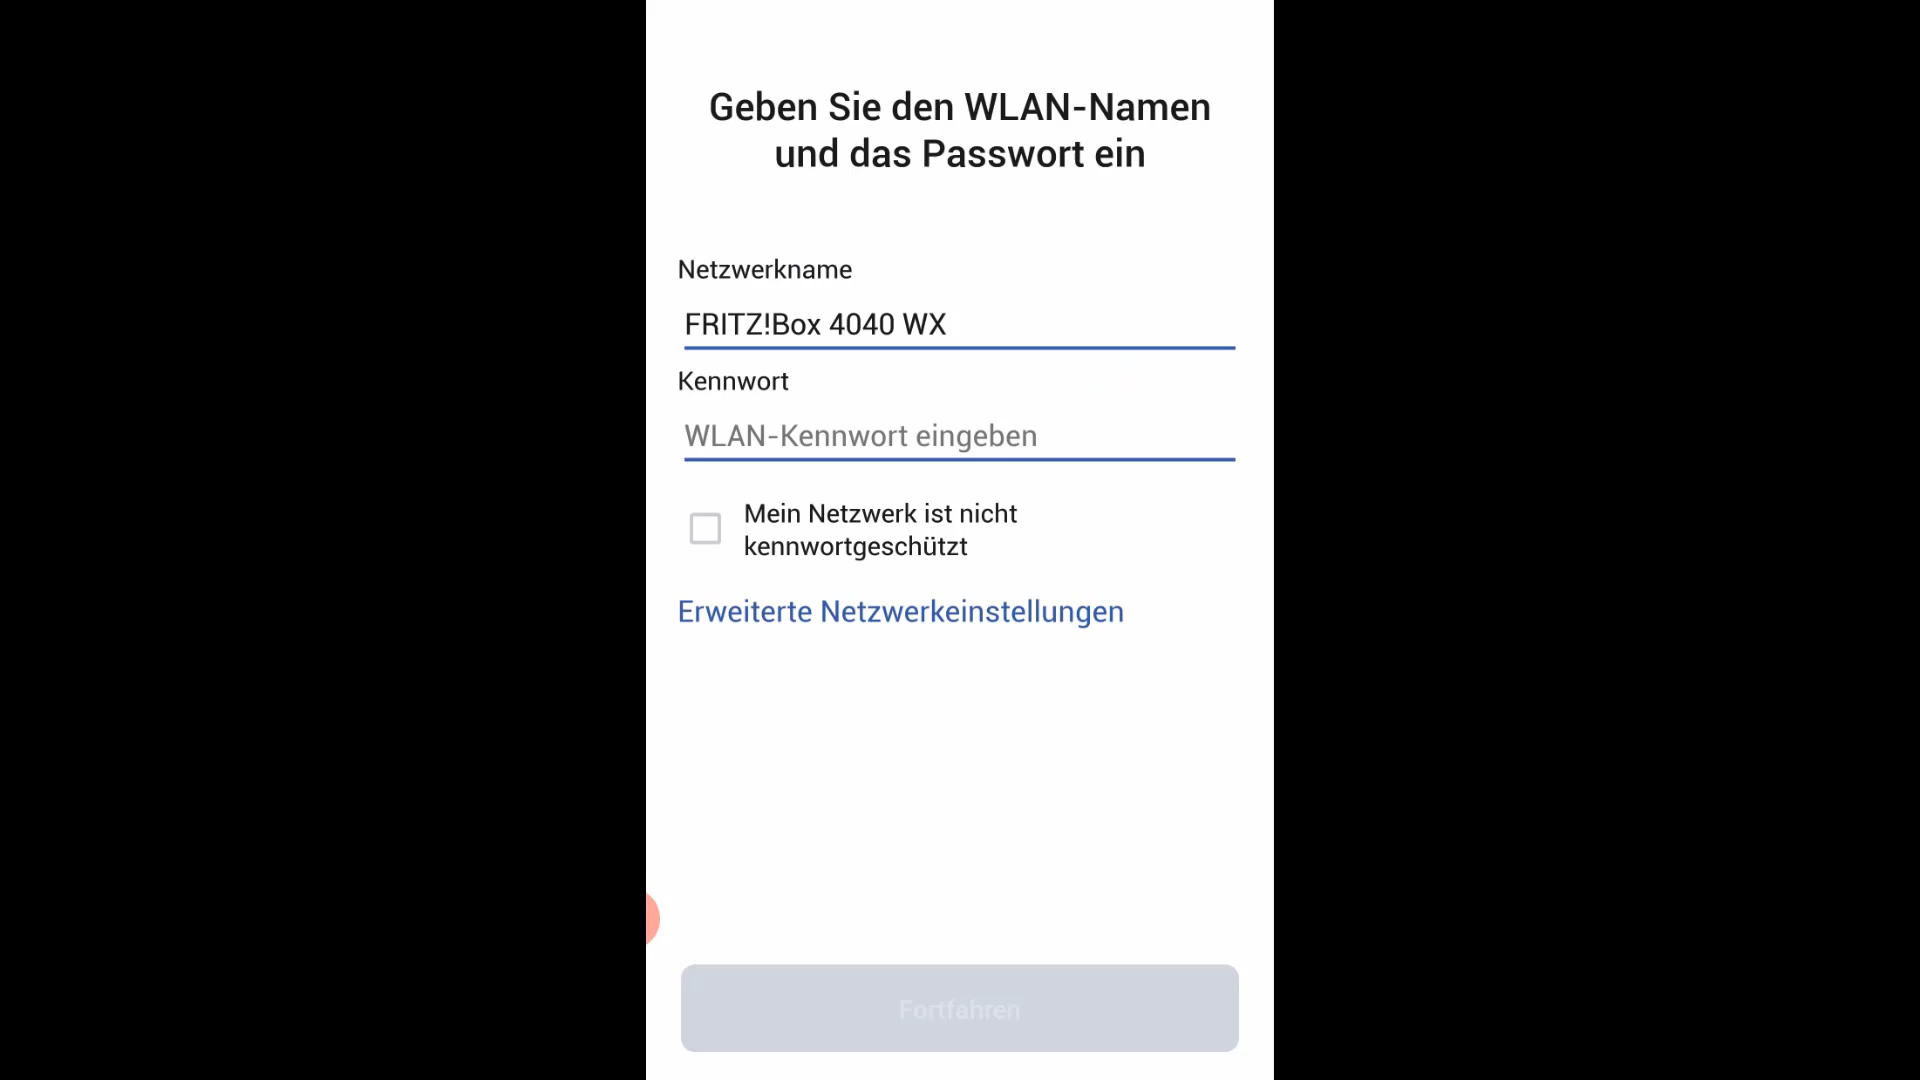 Geben Sie den WLAN-Namen
und das Passwort ein
Netzwerkname
FRITZ!Box 4040 WX
Kennwort
WLAN-Kennwort eingeben
Mein Netzwerk ist nicht
kennwortgeschützt
Erweiterte Netzwerkeinstellungen
Fortfahren